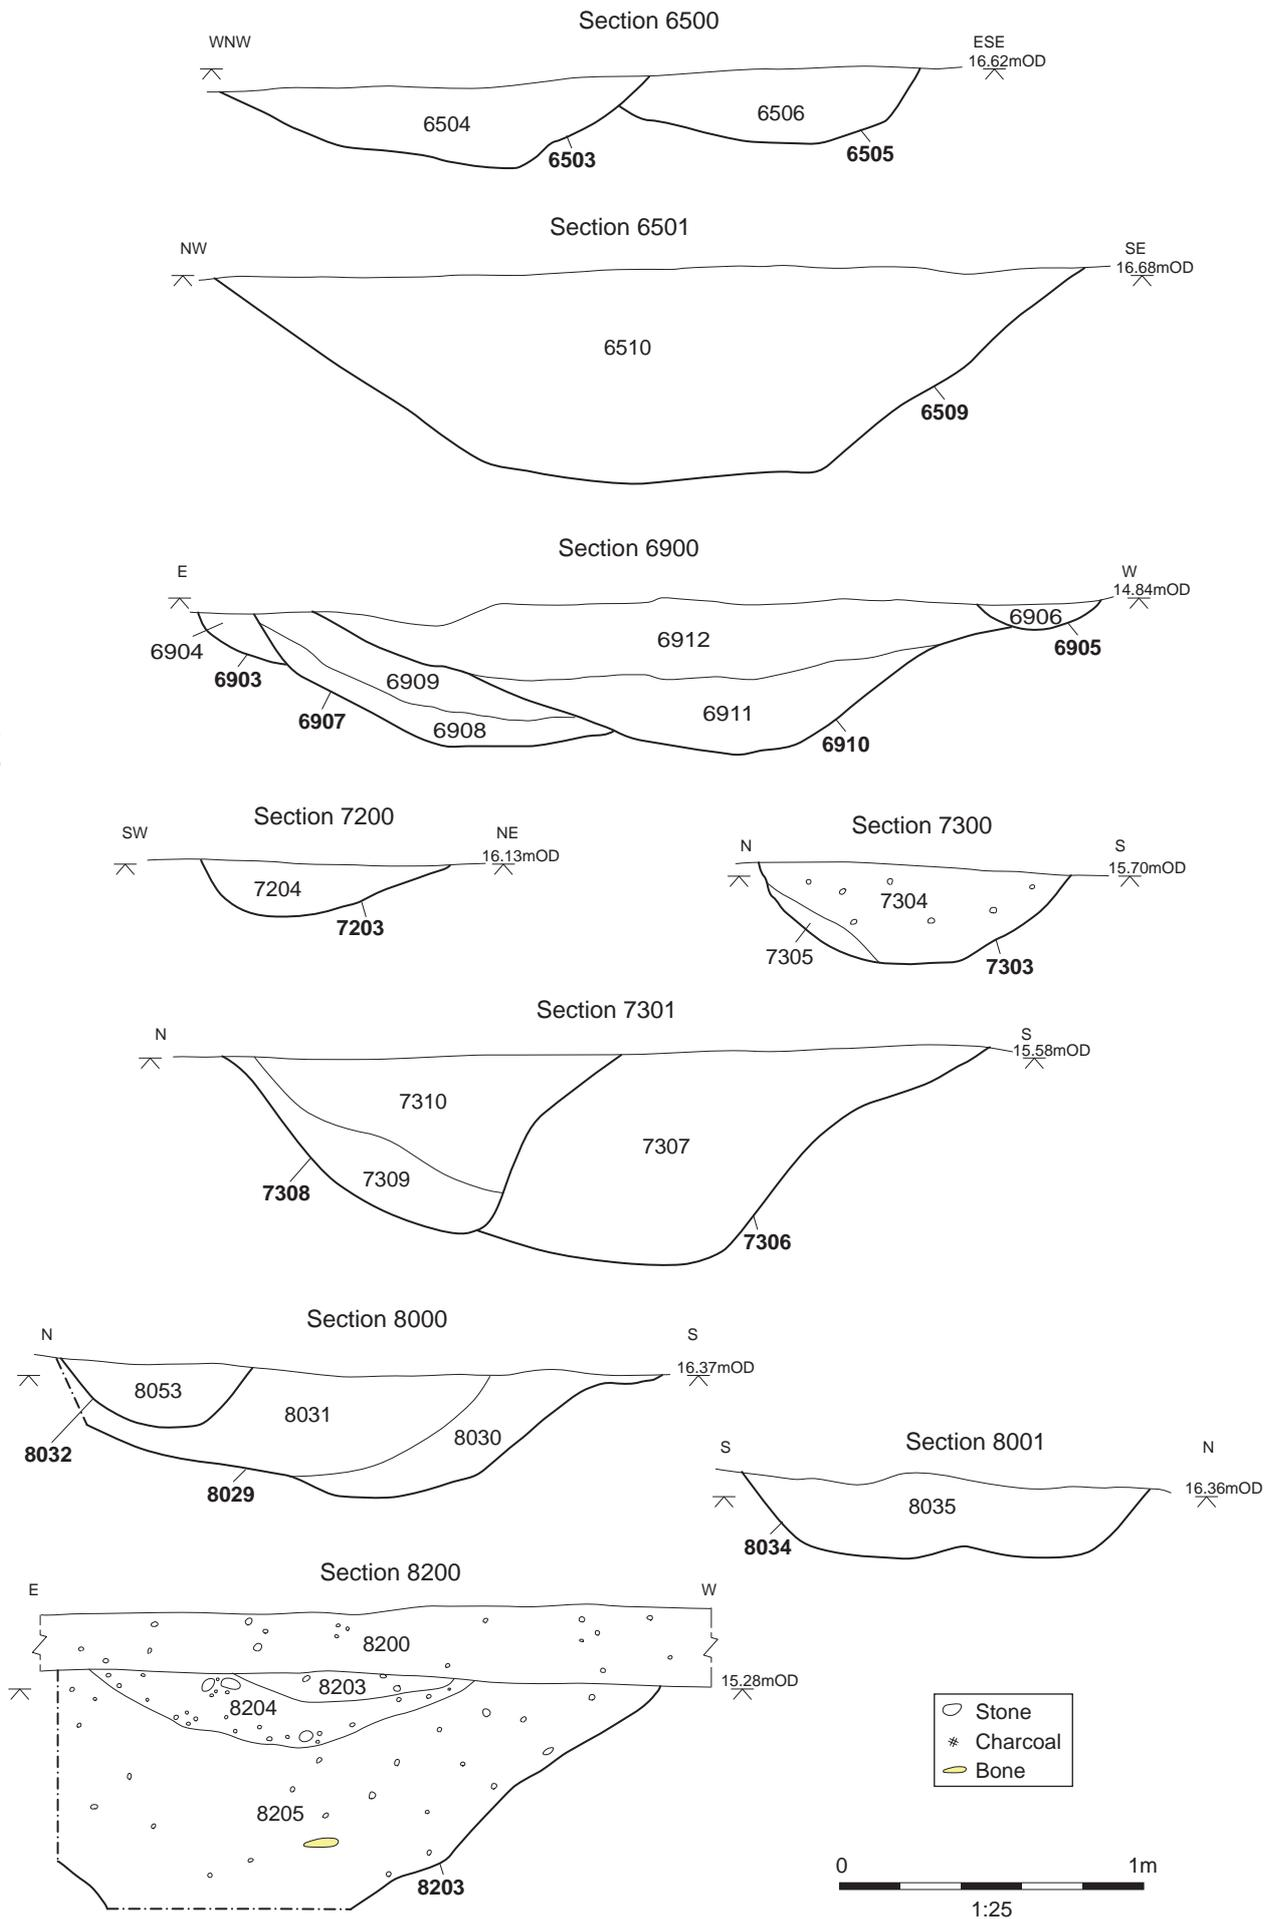 Section 6500
WNW
ESE
16.62mOD
6504
6506
6503
6505
Section 6501
NW
SE
16.68mOD
6510
6509
Section 6900
E
W
14.84mOD
6904
6903
6907
6909
6908
6912
6911
6906
6905
6910
Section 7200
SW
NE
16.13mOD
7204
7203
Section 7300
N
S
15.70mOD
7304
7305
7303
Section 7301
N
S
15.58mOD
7310
7307
7309
7308
7306
Section 8000
N
S
16.37mOD
8053
8031
8030
8032
8029
Section 8001
S
N
16.36mOD
8035
8034
Section 8200
E
W
8200
15.28mOD
8203
8204
8205
8203
Stone
Charcoal
Bone
0 1m
1:25